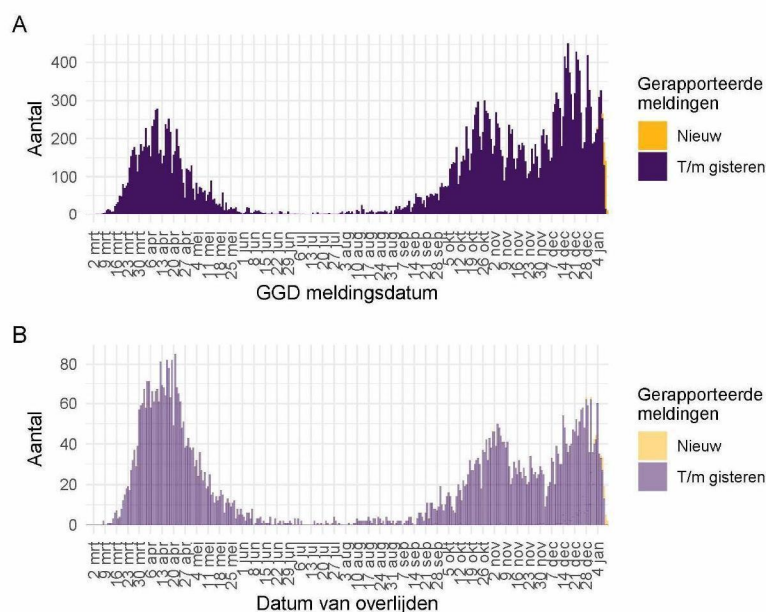 A
Aantal
400
300
200
100
0
2 mrt
9 mrt
16 mrt
23 mrt
30 mrt
6 apr
13 apr
20 apr
27 apr
4 mei
11 mei
18 mei
25 mei
1 jun
8 jun
15 jun
22 jun
29 jun
6 jul
13 jul
20 jul
27 jul
3 aug
10 aug
17 aug
24 aug
31 aug
7 sep
14 sep
21 sep
28 sep
5 okt
12 okt
19 okt
26 okt
2 nov
9 nov
16 nov
23 nov
30 nov
7 dec
14 dec
21 dec
28 dec
4 jan
GGD meldingsdatum
Gerapporteerde
meldingen
Nieuw
T/m gisteren
B
Aantal
80
60
40
20
0
2 mrt
9 mrt
16 mrt
23 mrt
30 mrt
6 apr
13 apr
20 apr
27 apr
4 mei
11 mei
18 mei
25 mei
1 jun
8 jun
15 jun
22 jun
29 jun
6 jul
13 jul
20 jul
27 jul
3 aug
10 aug
17 aug
24 aug
31 aug
7 sep
14 sep
21 sep
28 sep
5 okt
12 okt
19 okt
26 okt
2 nov
9 nov
16 nov
23 nov
30 nov
7 dec
14 dec
21 dec
28 dec
4 jan
Datum van overlijden
Gerapporteerde
meldingen
Nieuw
T/m gisteren